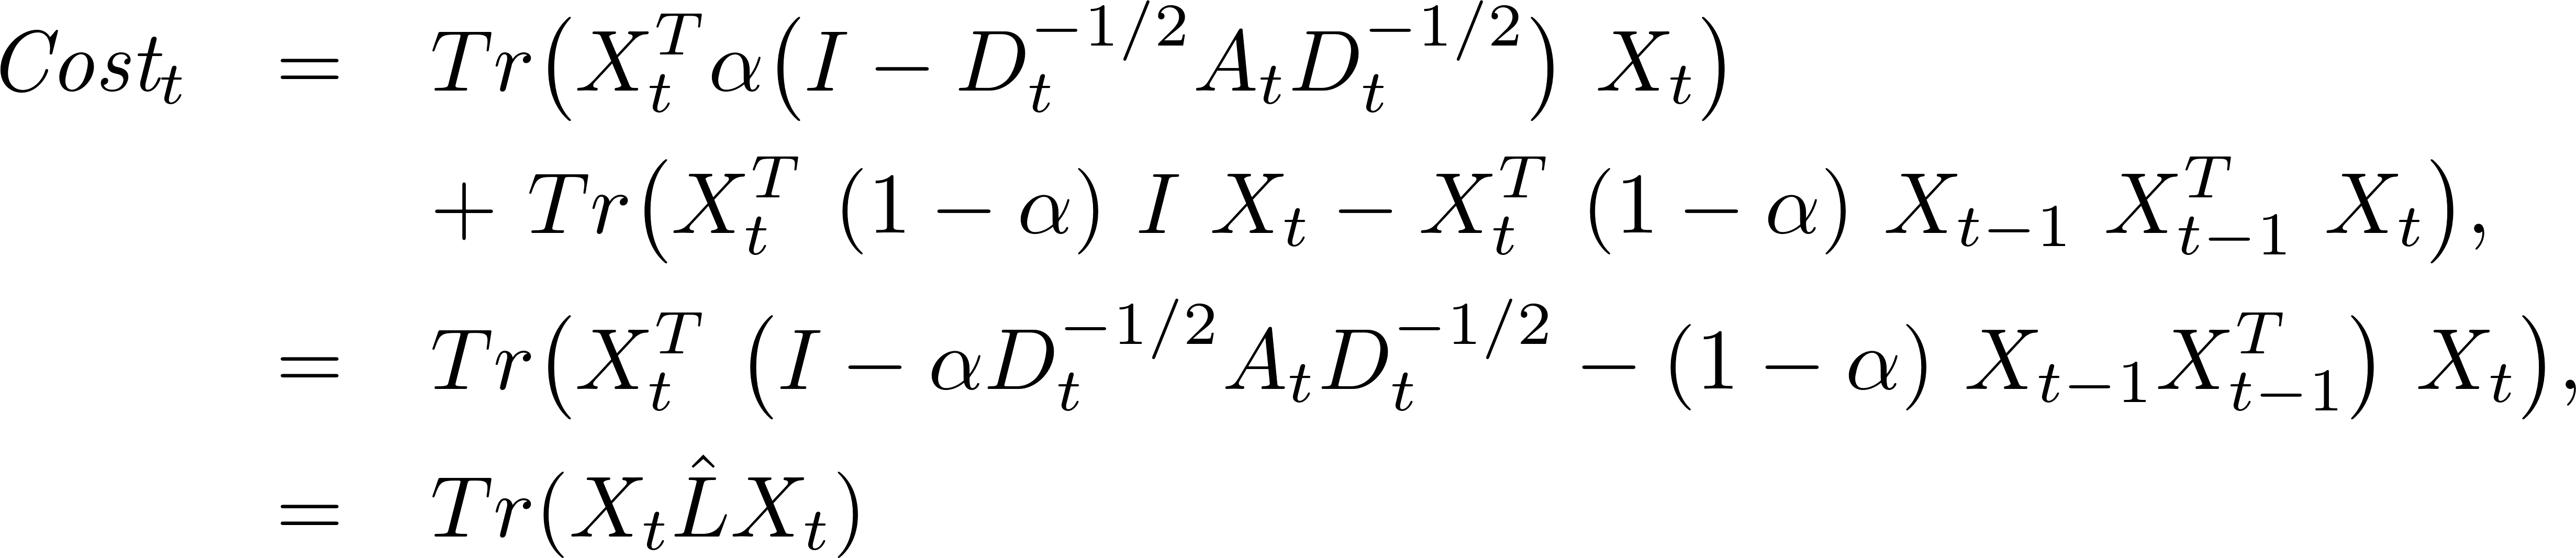 Cost_t = Tr(X_t^T α(I − D_t^{−1/2} A_t D_t^{−1/2}) X_t)
+ Tr(X_t^T (1 − α) I X_t − X_t^T (1 − α) X_{t−1} X_{t−1}^T X_t),
= Tr(X_t^T (I − αD_t^{−1/2} A_t D_t^{−1/2} − (1 − α) X_{t−1}X_{t−1}^T) X_t),
= Tr(X_t L̂X_t)